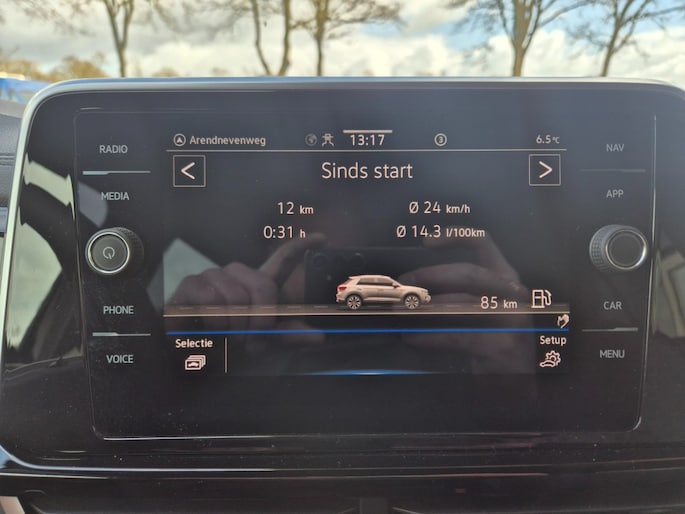 Arendnevenweg 13:17 3 6.5°C
RADIO
NAV
< Sinds start >
MEDIA
APP
12 km Ø 24 km/h
0:31 h Ø 14.3 l/100km
85 km
PHONE
CAR
Selectie
Setup
VOICE
MENU